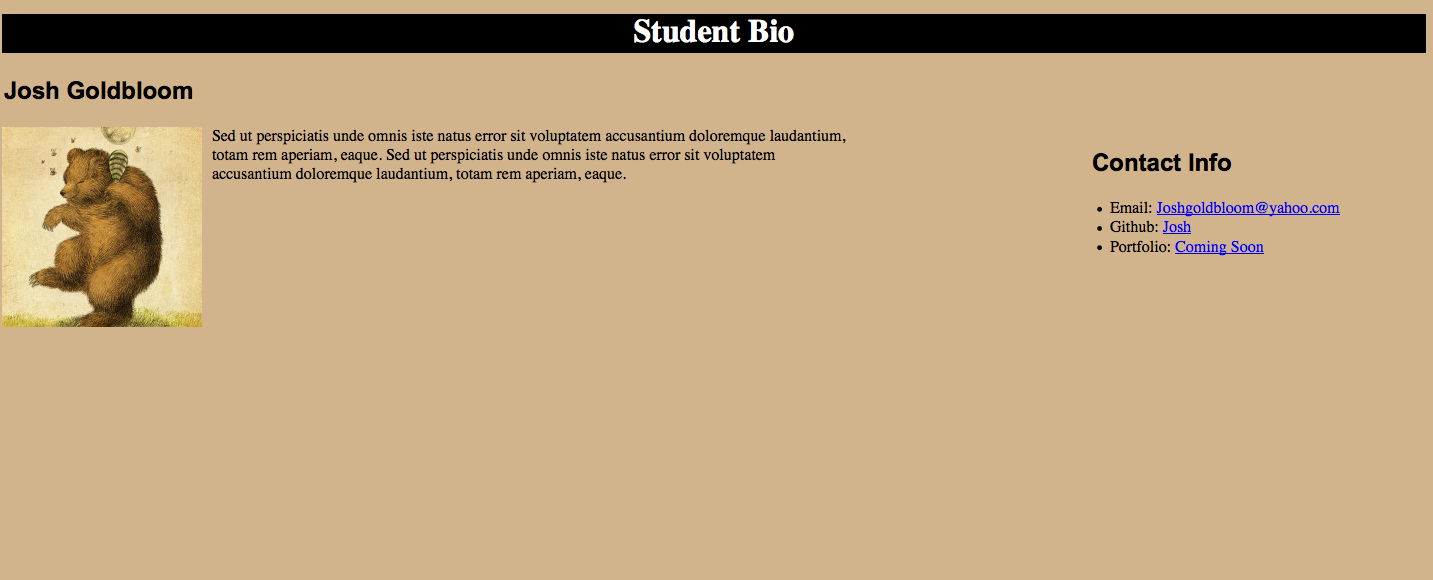 Student Bio
Josh Goldbloom
Sed ut perspiciatis unde omnis iste natus error sit voluptatem accusantium doloremque laudantium,
totam rem aperiam, eaque. Sed ut perspiciatis unde omnis iste natus error sit voluptatem
accusantium doloremque laudantium, totam rem aperiam, eaque.
Contact Info
• Email: Joshgoldbloom@yahoo.com
• Github: Josh
• Portfolio: Coming Soon